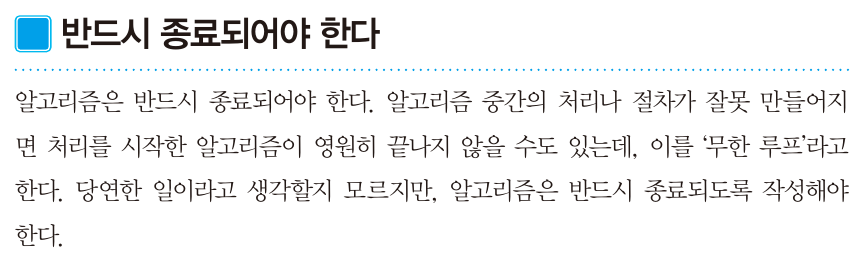 반드시 종료되어야 한다
알고리즘은 반드시 종료되어야 한다. 알고리즘 중간의 처리나 절차가 잘못 만들어지
면 처리를 시작한 알고리즘이 영원히 끝나지 않을 수도 있는데, 이를 ‘무한 루프’라고
한다. 당연한 일이라고 생각할지 모르지만, 알고리즘은 반드시 종료되도록 작성해야
한다.